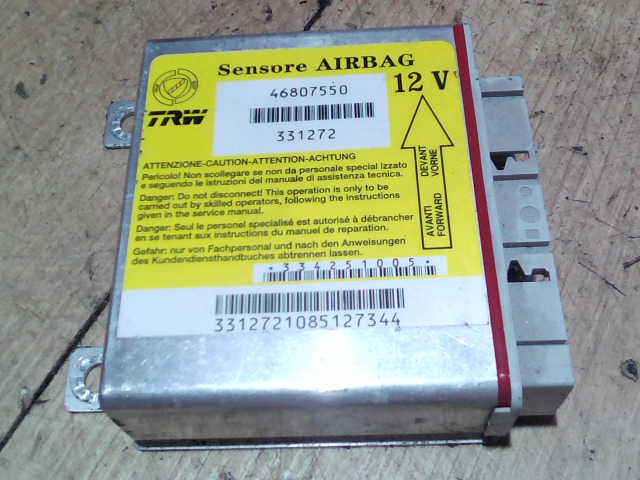 Sensore AIRBAG
12 V
46807550
331272
TRW
ATTENZIONE-CAUTION-ATTENTION-ACHTUNG
Pericolo! Non scollegare se non da personale special izzato
e seguendo le istruzioni del manuale di assistenza tecnica.
Danger: Do not disconnect! This operation is only to be
carried out by skilled operators, following the instructions
given in the service manual.
Danger: Seul le personel specialisé est autorisé à débrancher
en se tenant aux instructions du manuel de reparation.
Gefahr: nur von Fachpersonal und nach den Anweisungen
des Kundendiensthandbuches abtrennen lassen.
AVANTI DEVANT
FORWARD VORNE
*334251005*
3312721085127344